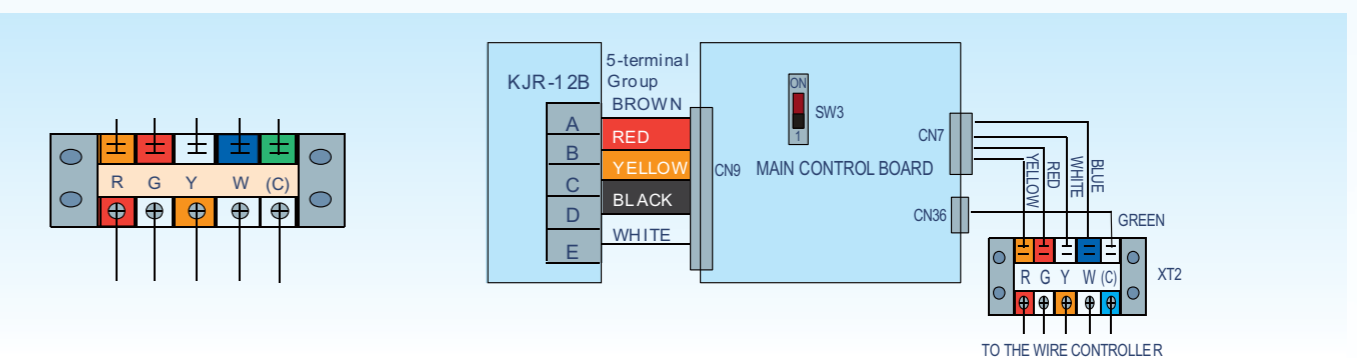 R G Y W (C)
KJR-12B
5-terminal
Group
A
B
C
D
E
BROWN
RED
YELLOW
BLACK
WHITE
CN9
ON
1
SW3
MAIN CONTROL BOARD
CN7
CN36
YELLOW
RED
WHITE
BLUE
GREEN
R G Y W (C)
XT2
TO THE WIRE CONTROLLER